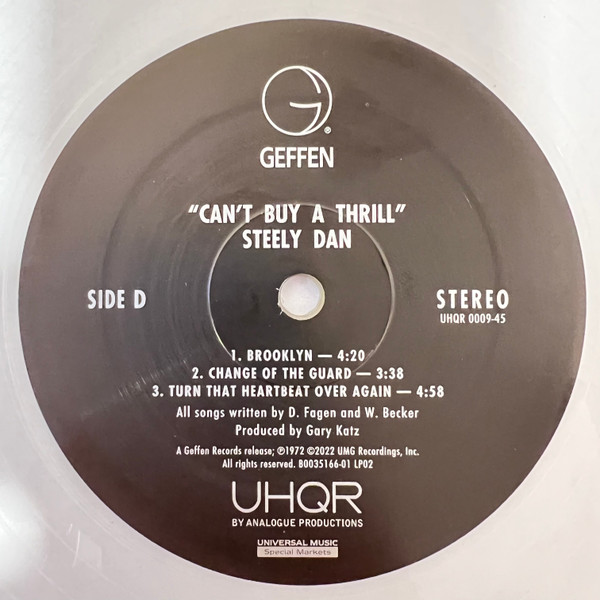 G®
GEFFEN
"CAN'T BUY A THRILL"
STEELY DAN
SIDE D
STEREO
UHQR 0009-45
1. BROOKLYN — 4:20
2. CHANGE OF THE GUARD — 3:38
3. TURN THAT HEARTBEAT OVER AGAIN — 4:58
All songs written by D. Fagen and W. Becker
Produced by Gary Katz
A Geffen Records release; ℗1972 ©2022 UMG Recordings, Inc.
All rights reserved. B0035166-01 LP02
UHQR
BY ANALOGUE PRODUCTIONS
UNIVERSAL MUSIC
Special Markets